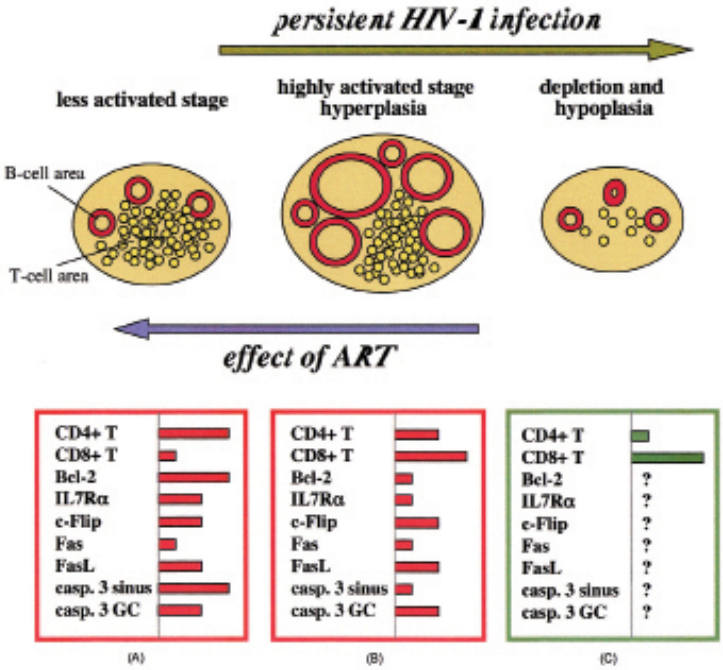 persistent HIV-1 infection
less activated stage
highly activated stage
hyperplasia
depletion and
hypoplasia
B-cell area
T-cell area
effect of ART
CD4+ T
CD8+ T
Bcl-2
IL7Rα
c-Flip
Fas
FasL
casp. 3 sinus
casp. 3 GC
(A)
CD4+ T
CD8+ T
Bcl-2
IL7Rα
c-Flip
Fas
FasL
casp. 3 sinus
casp. 3 GC
(B)
CD4+ T
CD8+ T
Bcl-2 ?
IL7Rα ?
c-Flip ?
Fas ?
FasL ?
casp. 3 sinus ?
casp. 3 GC ?
(C)